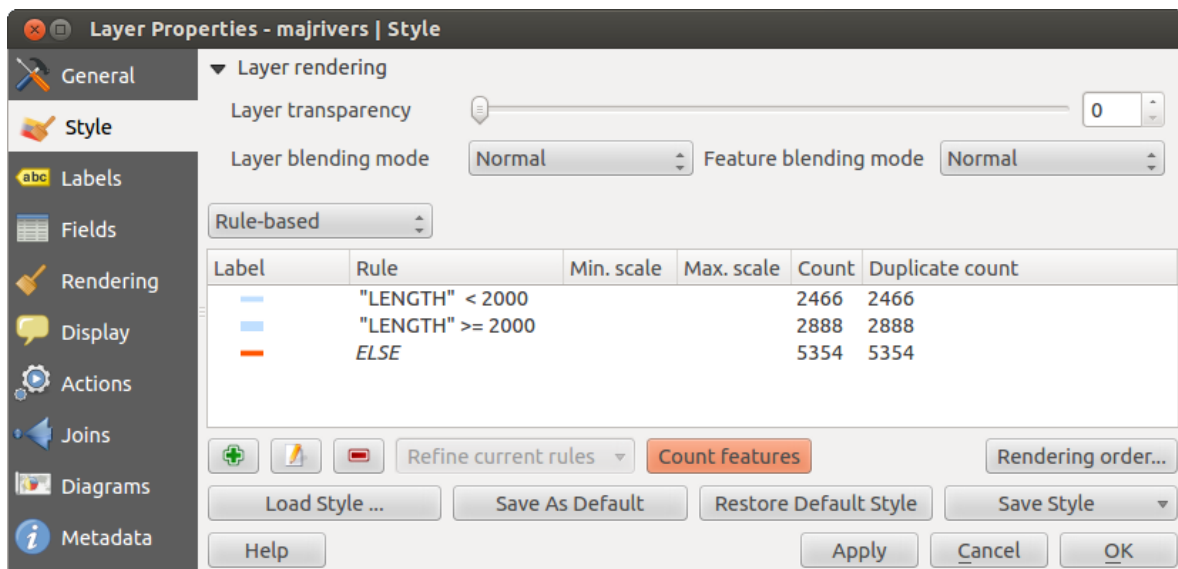 Layer Properties - majrivers | Style
General
Style
abc Labels
Fields
Rendering
Display
Actions
Joins
Diagrams
i Metadata
Layer rendering
Layer transparency 0
Layer blending mode Normal Feature blending mode Normal
Rule-based
Label Rule Min. scale Max. scale Count Duplicate count
"LENGTH" < 2000 2466 2466
"LENGTH" >= 2000 2888 2888
ELSE 5354 5354
Refine current rules Count features Rendering order...
Load Style ... Save As Default Restore Default Style Save Style
Help Apply Cancel OK